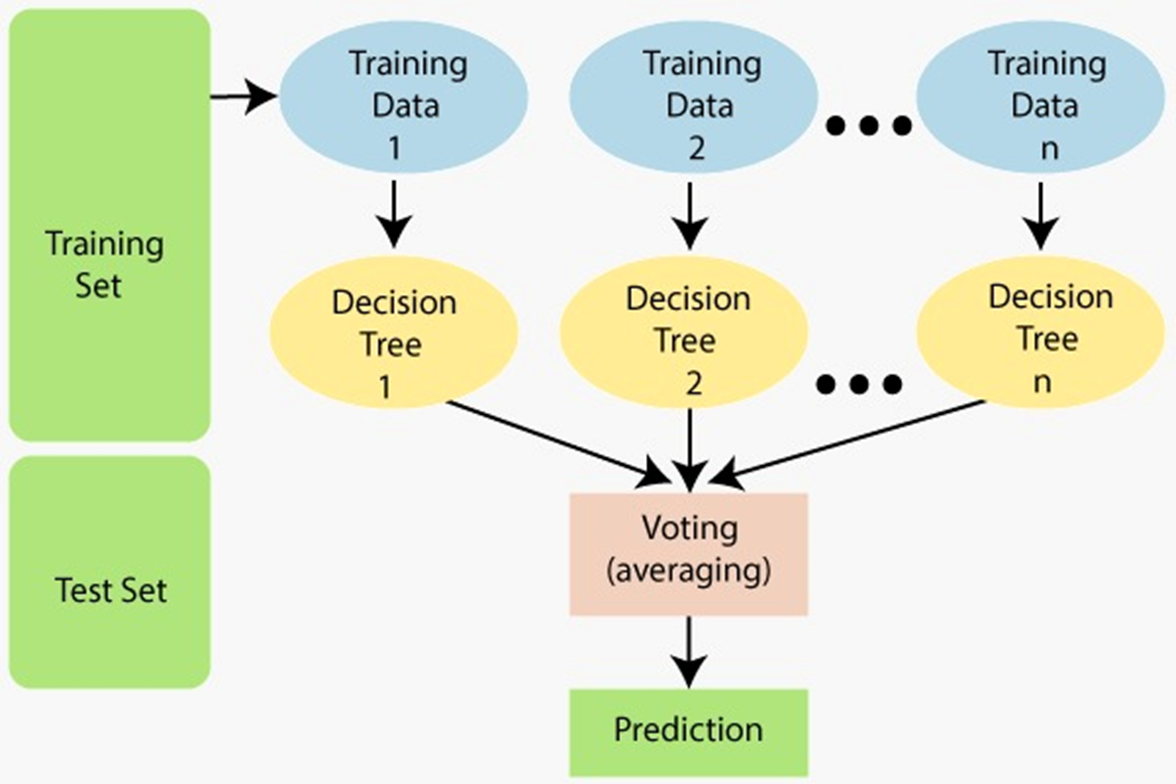 Training
Set
Test Set
Training
Data
1
Training
Data
2
Training
Data
n
Decision
Tree
1
Decision
Tree
2
Decision
Tree
n
Voting
(averaging)
Prediction